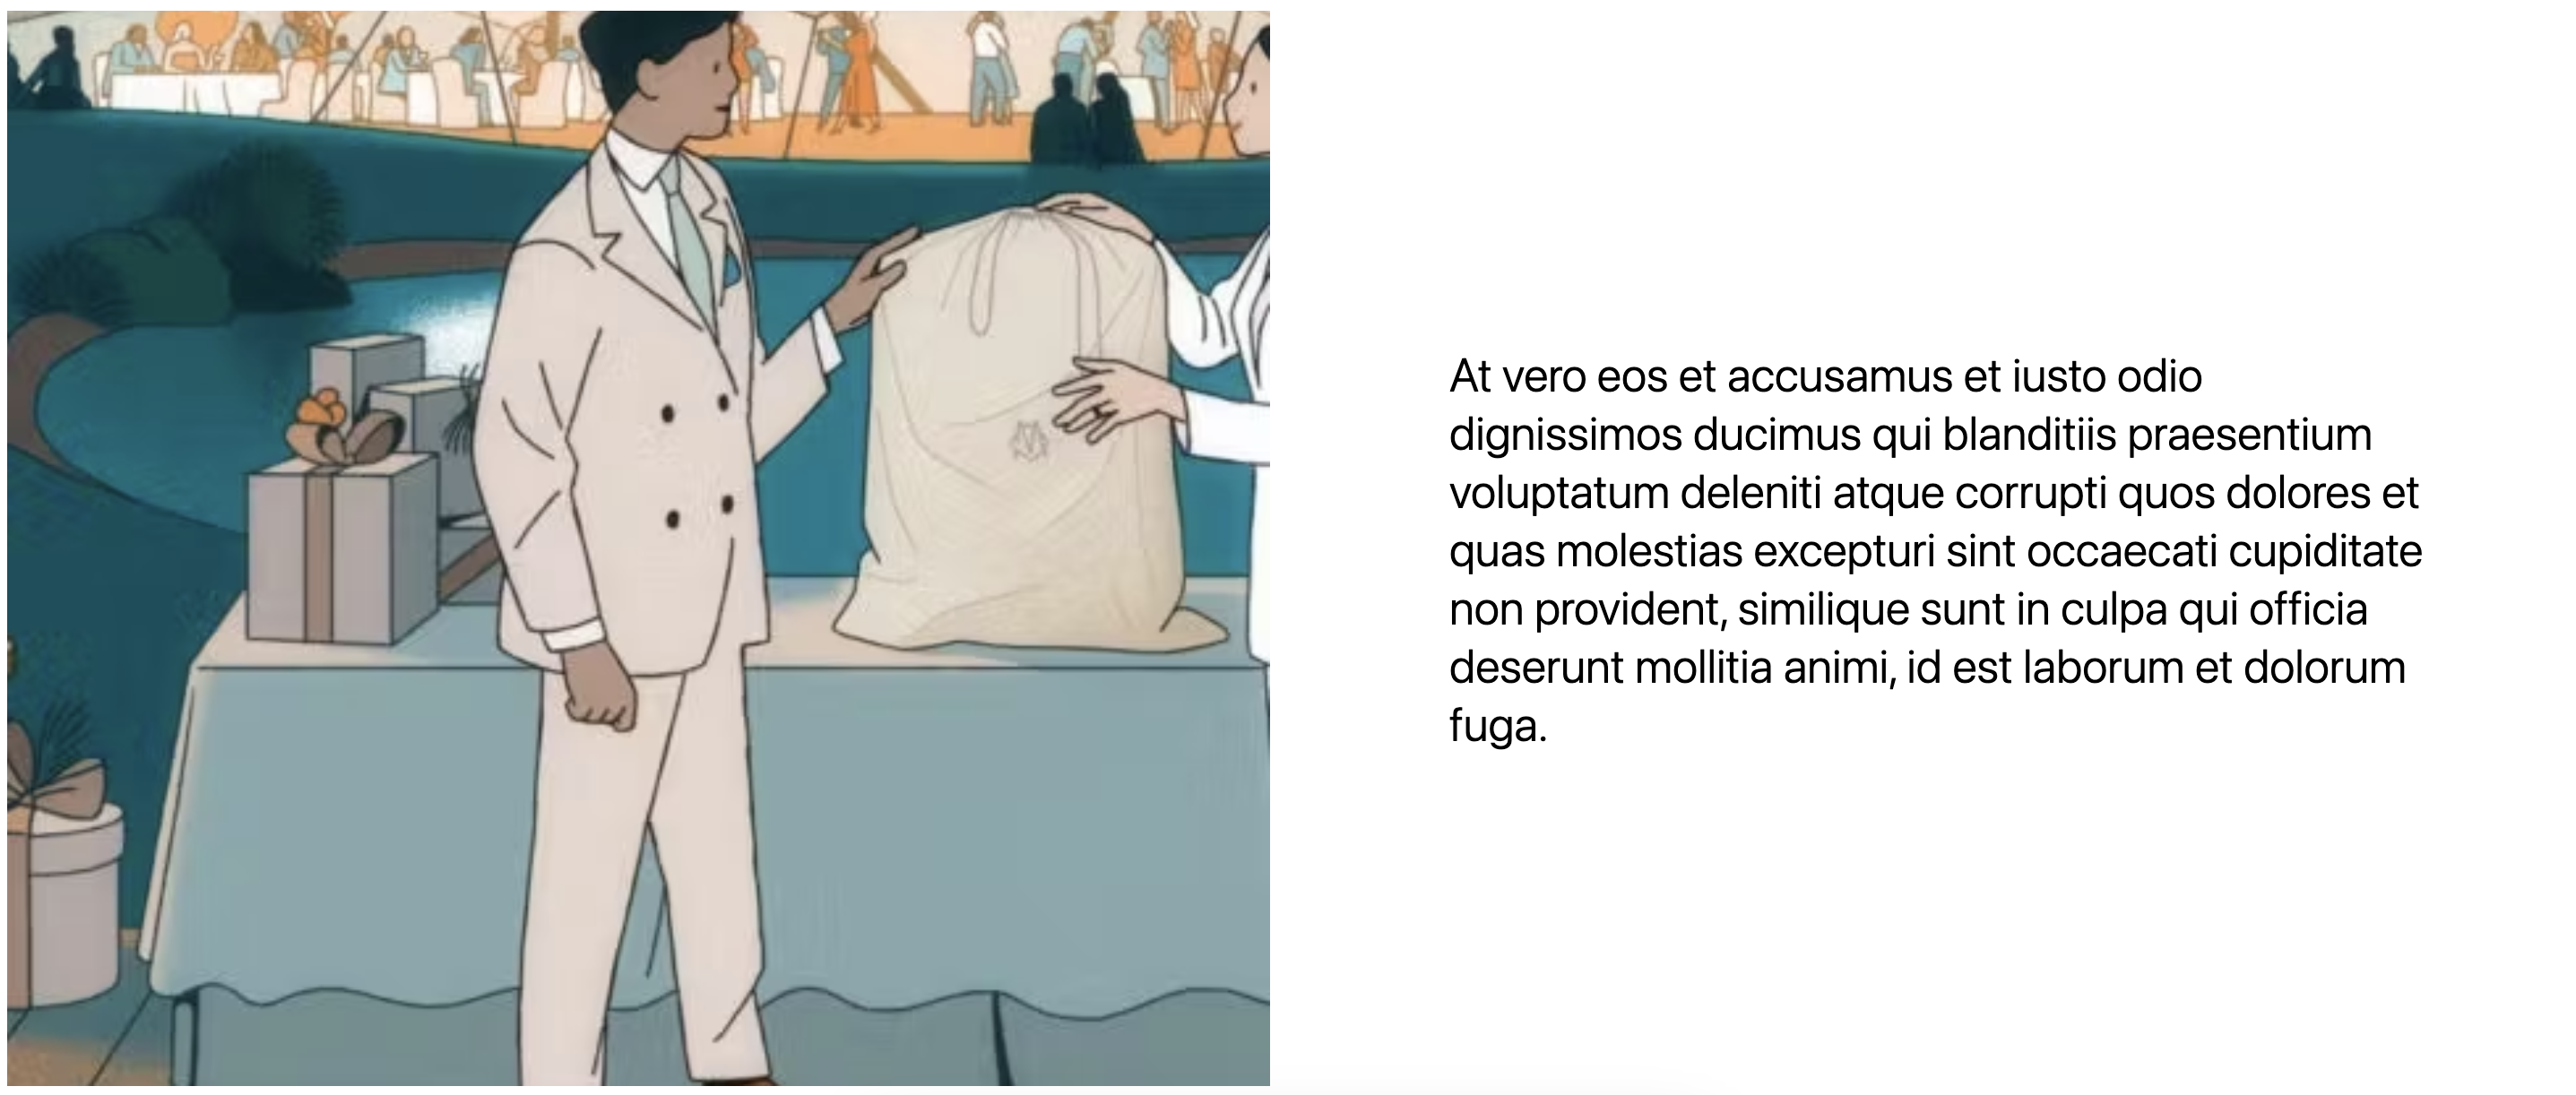 At vero eos et accusamus et iusto odio
dignissimos ducimus qui blanditiis praesentium
voluptatum deleniti atque corrupti quos dolores et
quas molestias excepturi sint occaecati cupiditate
non provident, similique sunt in culpa qui officia
deserunt mollitia animi, id est laborum et dolorum
fuga.